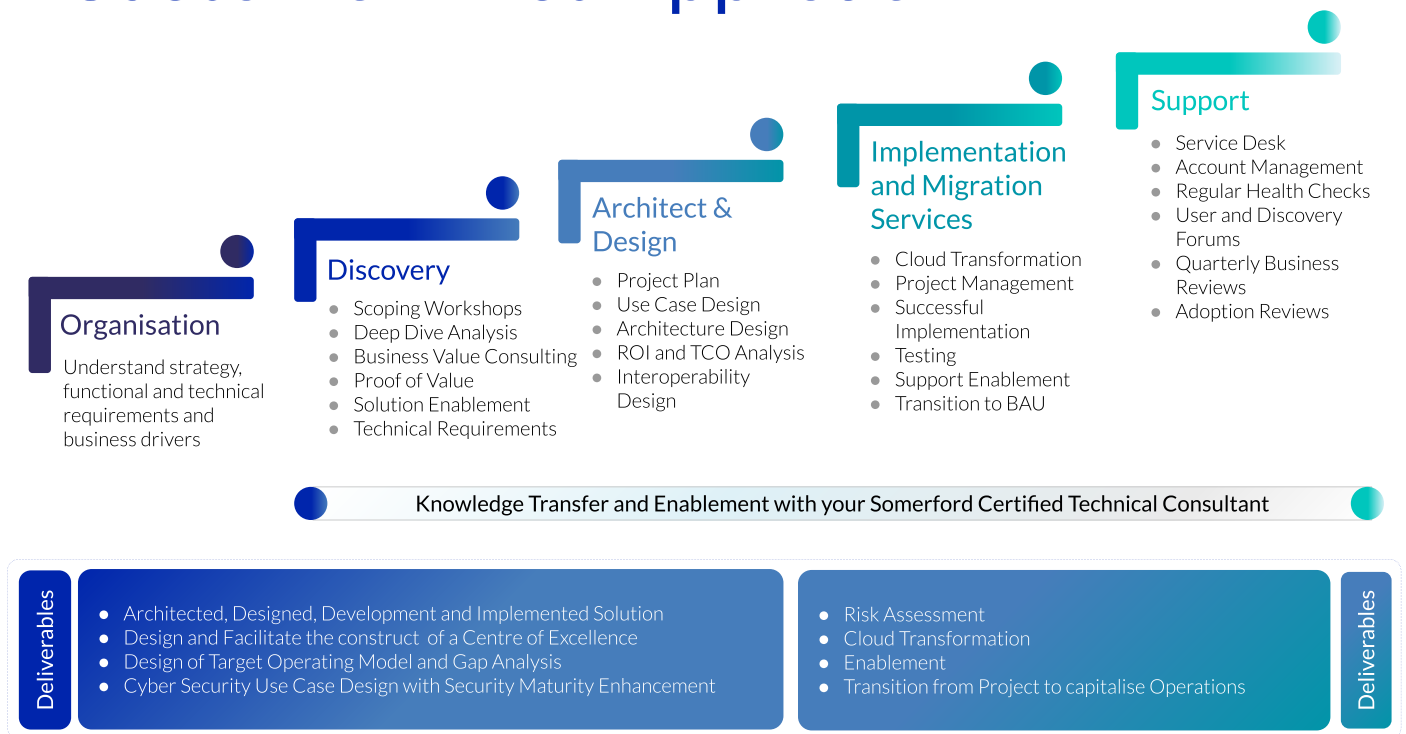 Organisation
Understand strategy,
functional and technical
requirements and
business drivers
Discovery
Scoping Workshops
Deep Dive Analysis
Business Value Consulting
Proof of Value
Solution Enablement
Technical Requirements
Architect &
Design
Project Plan
Use Case Design
Architecture Design
ROI and TCO Analysis
Interoperability
Design
Implementation
and Migration
Services
Cloud Transformation
Project Management
Successful
Implementation
Testing
Support Enablement
Transition to BAU
Support
Service Desk
Account Management
Regular Health Checks
User and Discovery
Forums
Quarterly Business
Reviews
Adoption Reviews
Knowledge Transfer and Enablement with your Somerford Certified Technical Consultant
Deliverables
Architected, Designed, Development and Implemented Solution
Design and Facilitate the construct  of a Centre of Excellence
Design of Target Operating Model and Gap Analysis
Cyber Security Use Case Design with Security Maturity Enhancement
Risk Assessment
Cloud Transformation
Enablement
Transition from Project to capitalise Operations
Deliverables